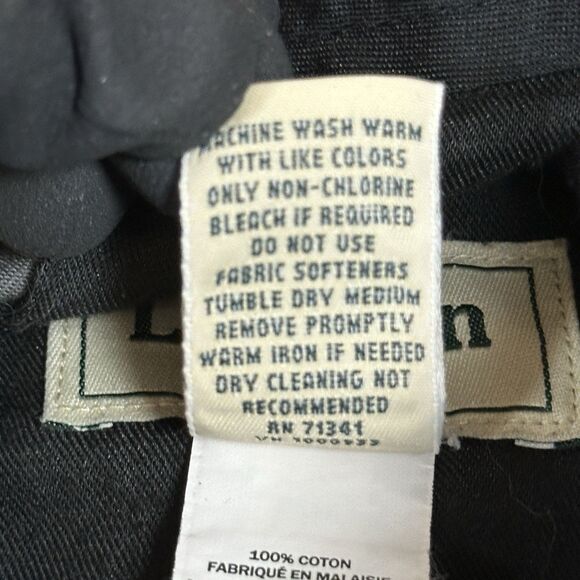 MACHINE WASH WARM
WITH LIKE COLORS
ONLY NON-CHLORINE
BLEACH IF REQUIRED
DO NOT USE
FABRIC SOFTENERS
TUMBLE DRY MEDIUM
REMOVE PROMPTLY
WARM IRON IF NEEDED
DRY CLEANING NOT
RECOMMENDED
RN 71341
100% COTON
FABRIQUÉ EN MALAISIE